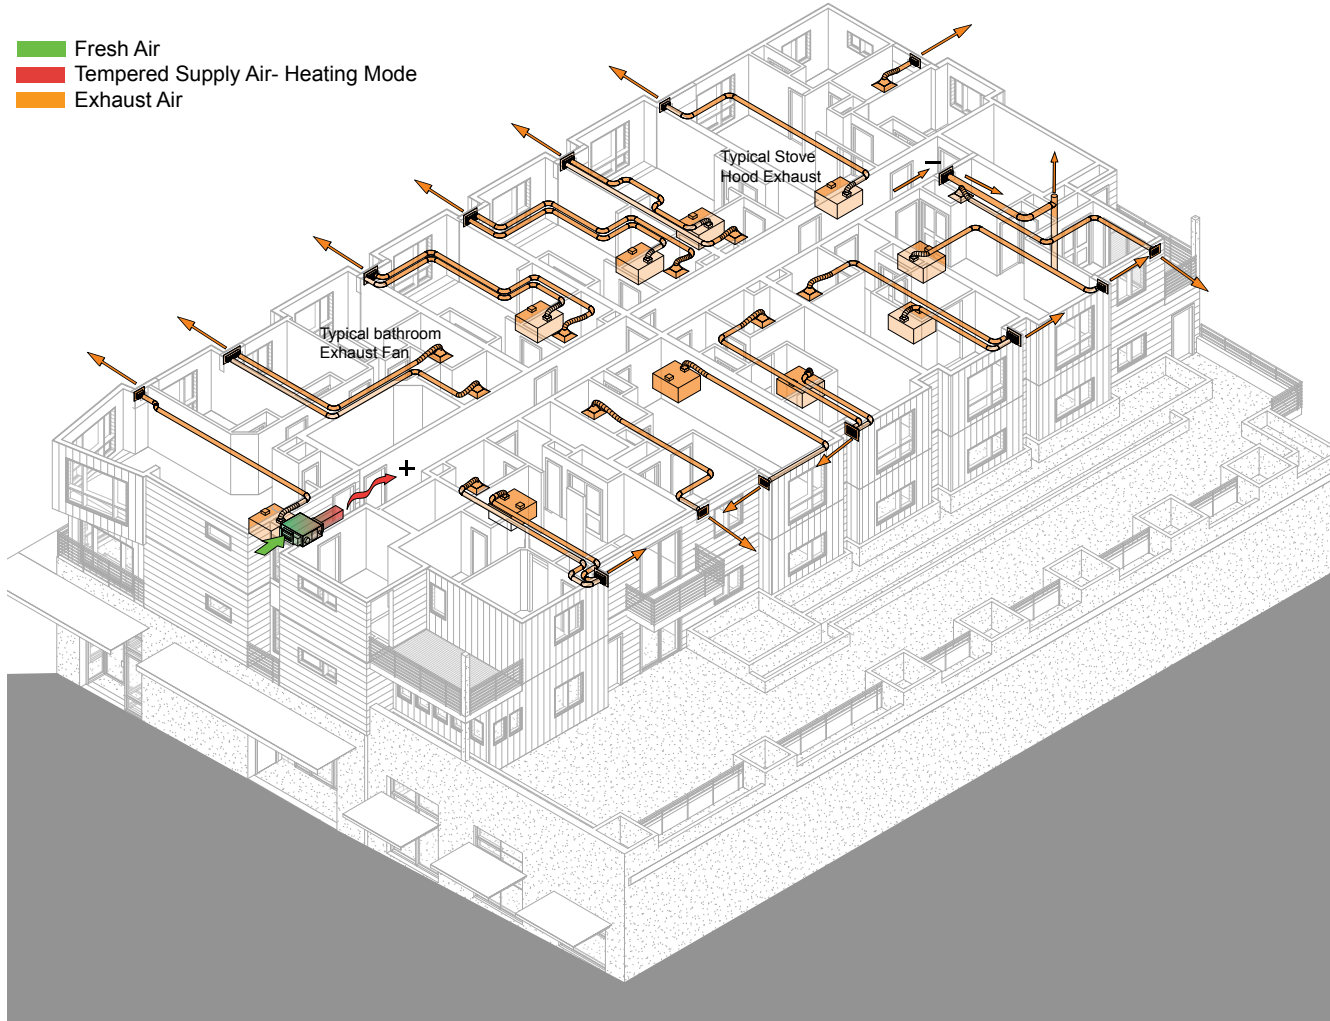 Fresh Air
Tempered Supply Air- Heating Mode
Exhaust Air
Typical Stove
Hood Exhaust
−
Typical bathroom
Exhaust Fan
+